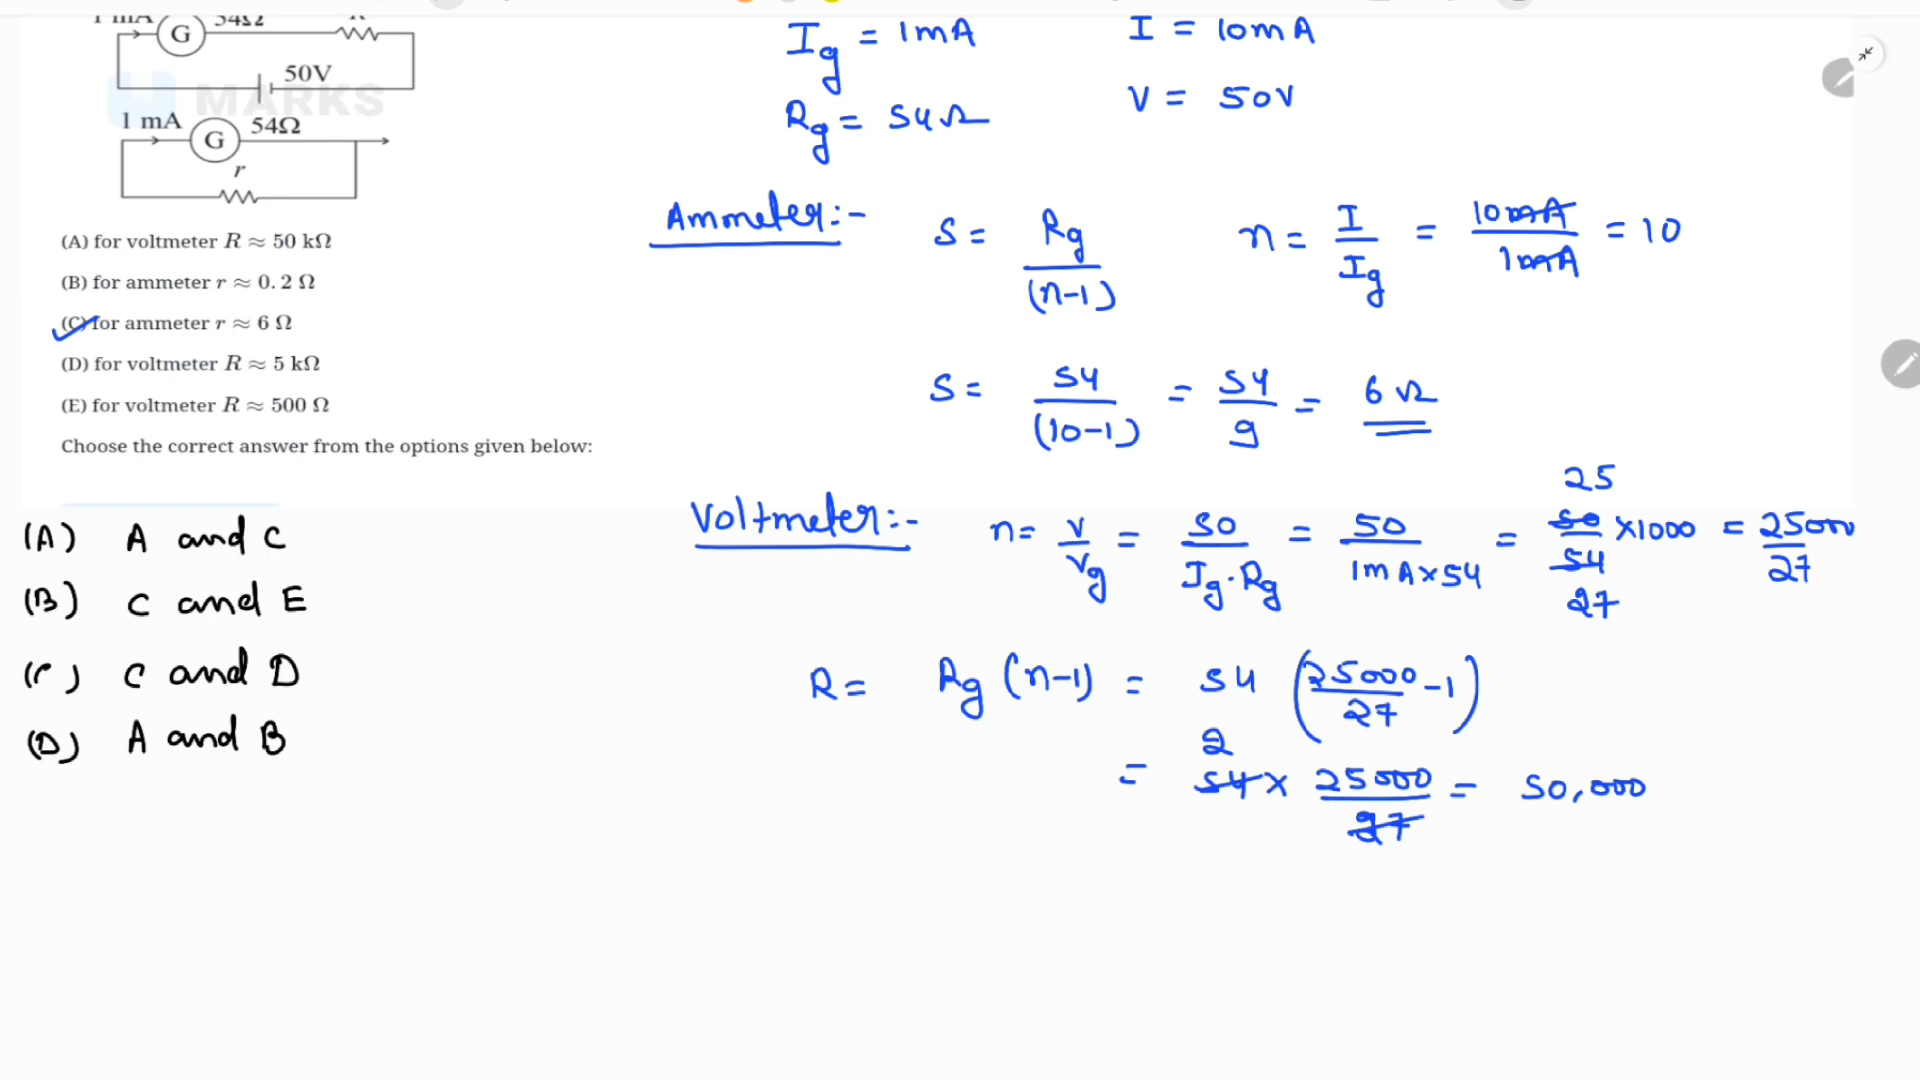 1 mA G 54Ω R
50V
MARKS
1 mA G 54Ω
r
(A) for voltmeter R ≈ 50 kΩ
(B) for ammeter r ≈ 0.2 Ω
(C) for ammeter r ≈ 6 Ω
(D) for voltmeter R ≈ 5 kΩ
(E) for voltmeter R ≈ 500 Ω
Choose the correct answer from the options given below:
(A) A and C
(B) C and E
(C) C and D
(D) A and B
Ig = 1mA I = 10mA
Rg = 54Ω V = 50V
Ammeter:- S = Rg/(n-1) n = I/Ig = 10mA/1mA = 10
S = 54/(10-1) = 54/9 = 6Ω
Voltmeter:- n = V/Vg = 50/Ig·Rg = 50/1mA×54 = 50/54 ×1000 = 25000/27
25
27
R = Rg (n-1) = 54 (25000/27 -1)
2
= 54× 25000/27 = 50,000